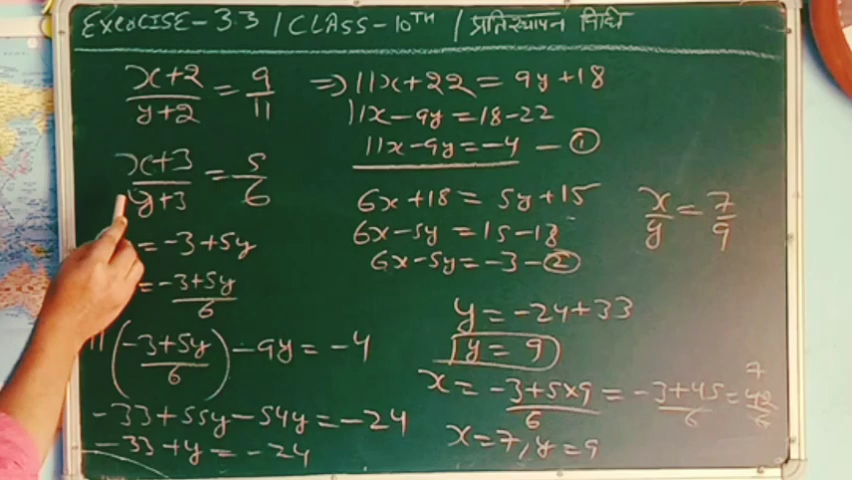 Exercise-3.3 / CLASS-10TH / प्रतिस्थापन विधि
x+2/y+2 = 9/11 ⇒ 11x+22 = 9y+18
11x-9y = 18-22
11x-9y = -4 - ①
x+3/y+3 = 5/6
6x+18 = 5y+15
6x-5y = 15-18
6x-5y = -3 - ②
x/y = 7/9
= -3+5y
= -3+5y/6
11(-3+5y/6) - 9y = -4
-33+55y-54y = -24
-33+y = -24
y = -24+33
y = 9
x = -3+5×9/6 = -3+45/6 = 42/6 7
x=7, y=9